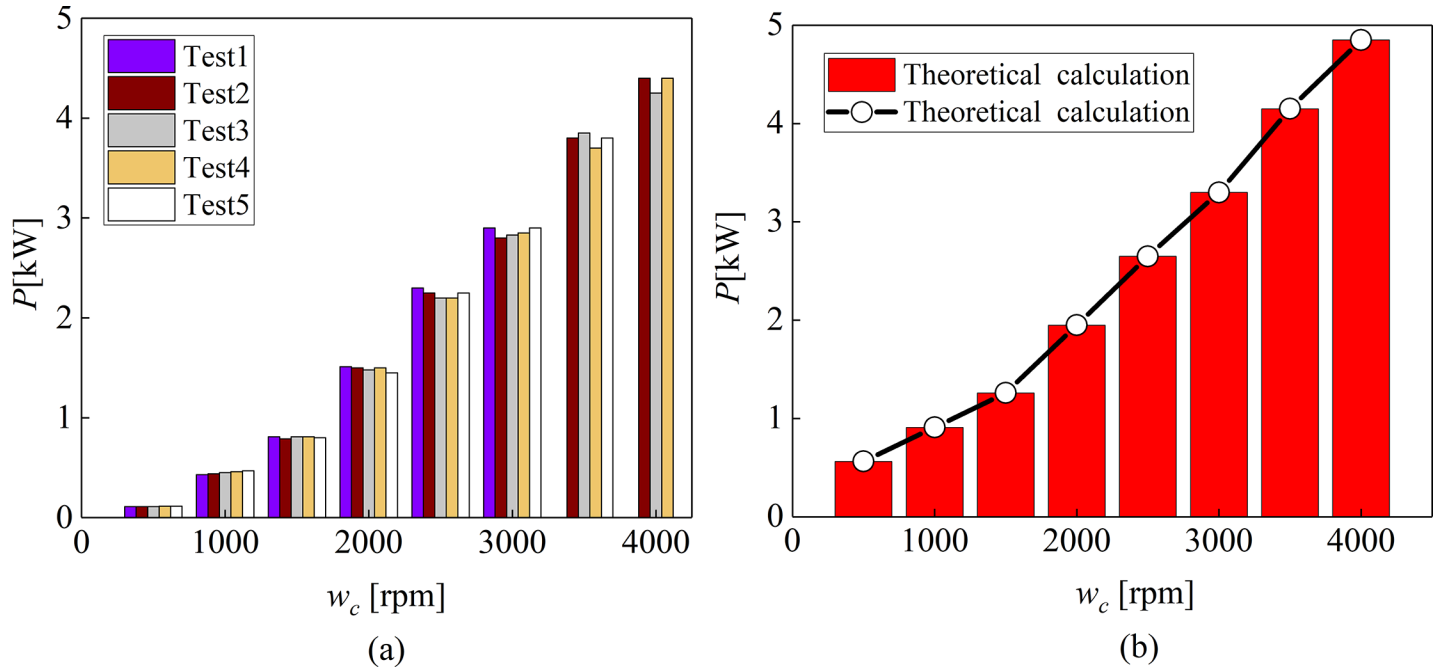 5
4
3
2
1
0
P[kW]
Test1
Test2
Test3
Test4
Test5
0 1000 2000 3000 4000
w_c [rpm]
(a)
5
4
3
2
1
0
P[kW]
Theoretical calculation
Theoretical calculation
0 1000 2000 3000 4000
w_c [rpm]
(b)